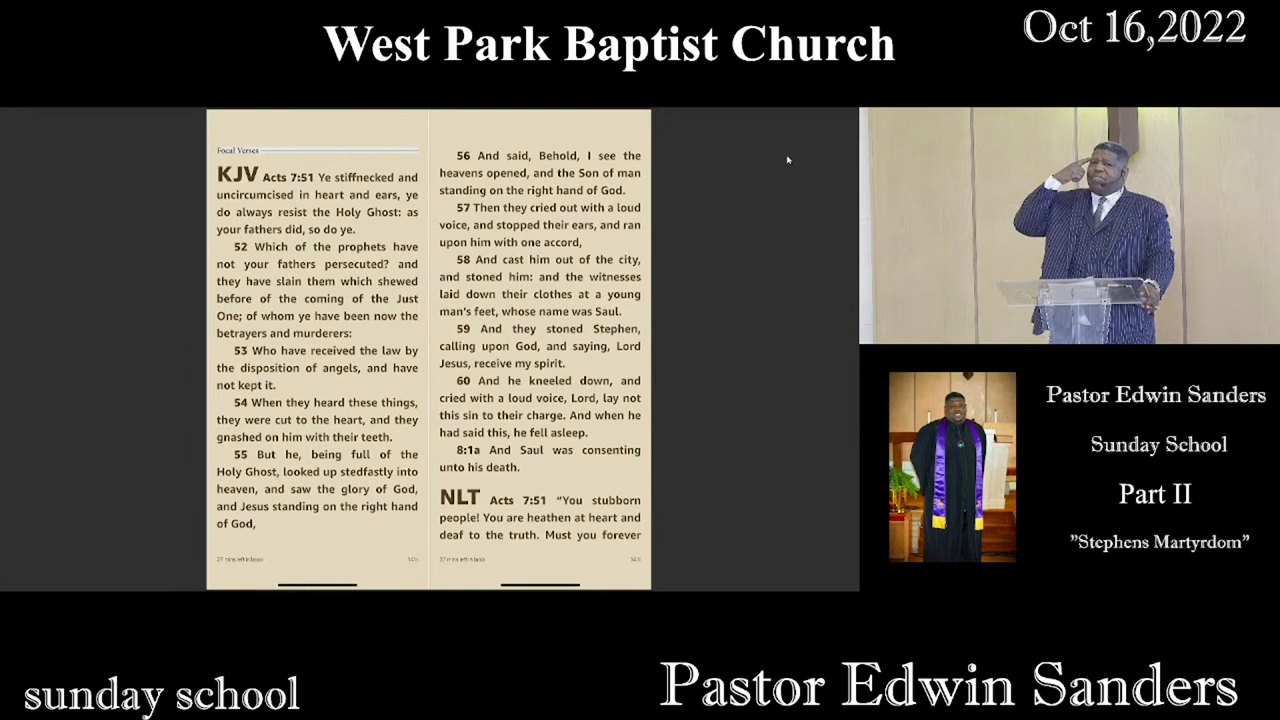 West Park Baptist Church
Oct 16,2022
Focal Verses
KJV Acts 7:51 Ye stiffnecked and
uncircumcised in heart and ears, ye
do always resist the Holy Ghost: as
your fathers did, so do ye.
52 Which of the prophets have
not your fathers persecuted? and
they have slain them which shewed
before of the coming of the Just
One; of whom ye have been now the
betrayers and murderers:
53 Who have received the law by
the disposition of angels, and have
not kept it.
54 When they heard these things,
they were cut to the heart, and they
gnashed on him with their teeth.
55 But he, being full of the
Holy Ghost, looked up stedfastly into
heaven, and saw the glory of God,
and Jesus standing on the right hand
of God,
27 mins left in book
56 And said, Behold, I see the
heavens opened, and the Son of man
standing on the right hand of God.
57 Then they cried out with a loud
voice, and stopped their ears, and ran
upon him with one accord,
58 And cast him out of the city,
and stoned him: and the witnesses
laid down their clothes at a young
man's feet, whose name was Saul.
59 And they stoned Stephen,
calling upon God, and saying, Lord
Jesus, receive my spirit.
60 And he kneeled down, and
cried with a loud voice, Lord, lay not
this sin to their charge. And when he
had said this, he fell asleep.
8:1a And Saul was consenting
unto his death.
NLT Acts 7:51 “You stubborn
people! You are heathen at heart and
deaf to the truth. Must you forever
27 mins left in book
Pastor Edwin Sanders
Sunday School
Part II
”Stephens Martyrdom”
sunday school
Pastor Edwin Sanders